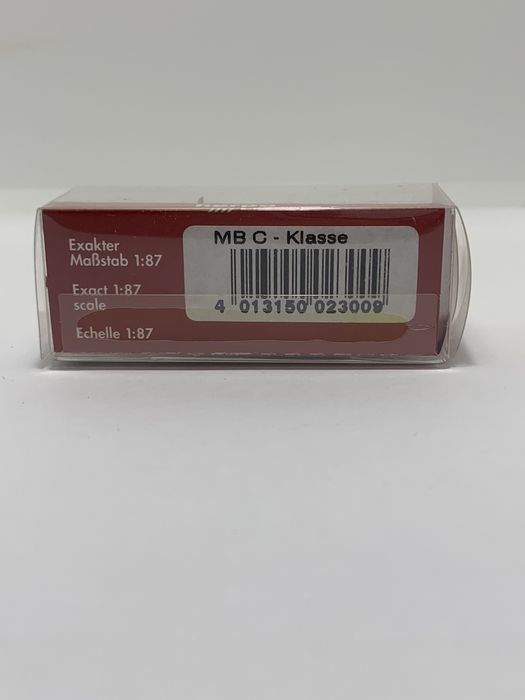 Exakter
Maßstab 1:87
Exact 1:87
scale
Echelle 1:87
MB C - Klasse
4 013150 023009